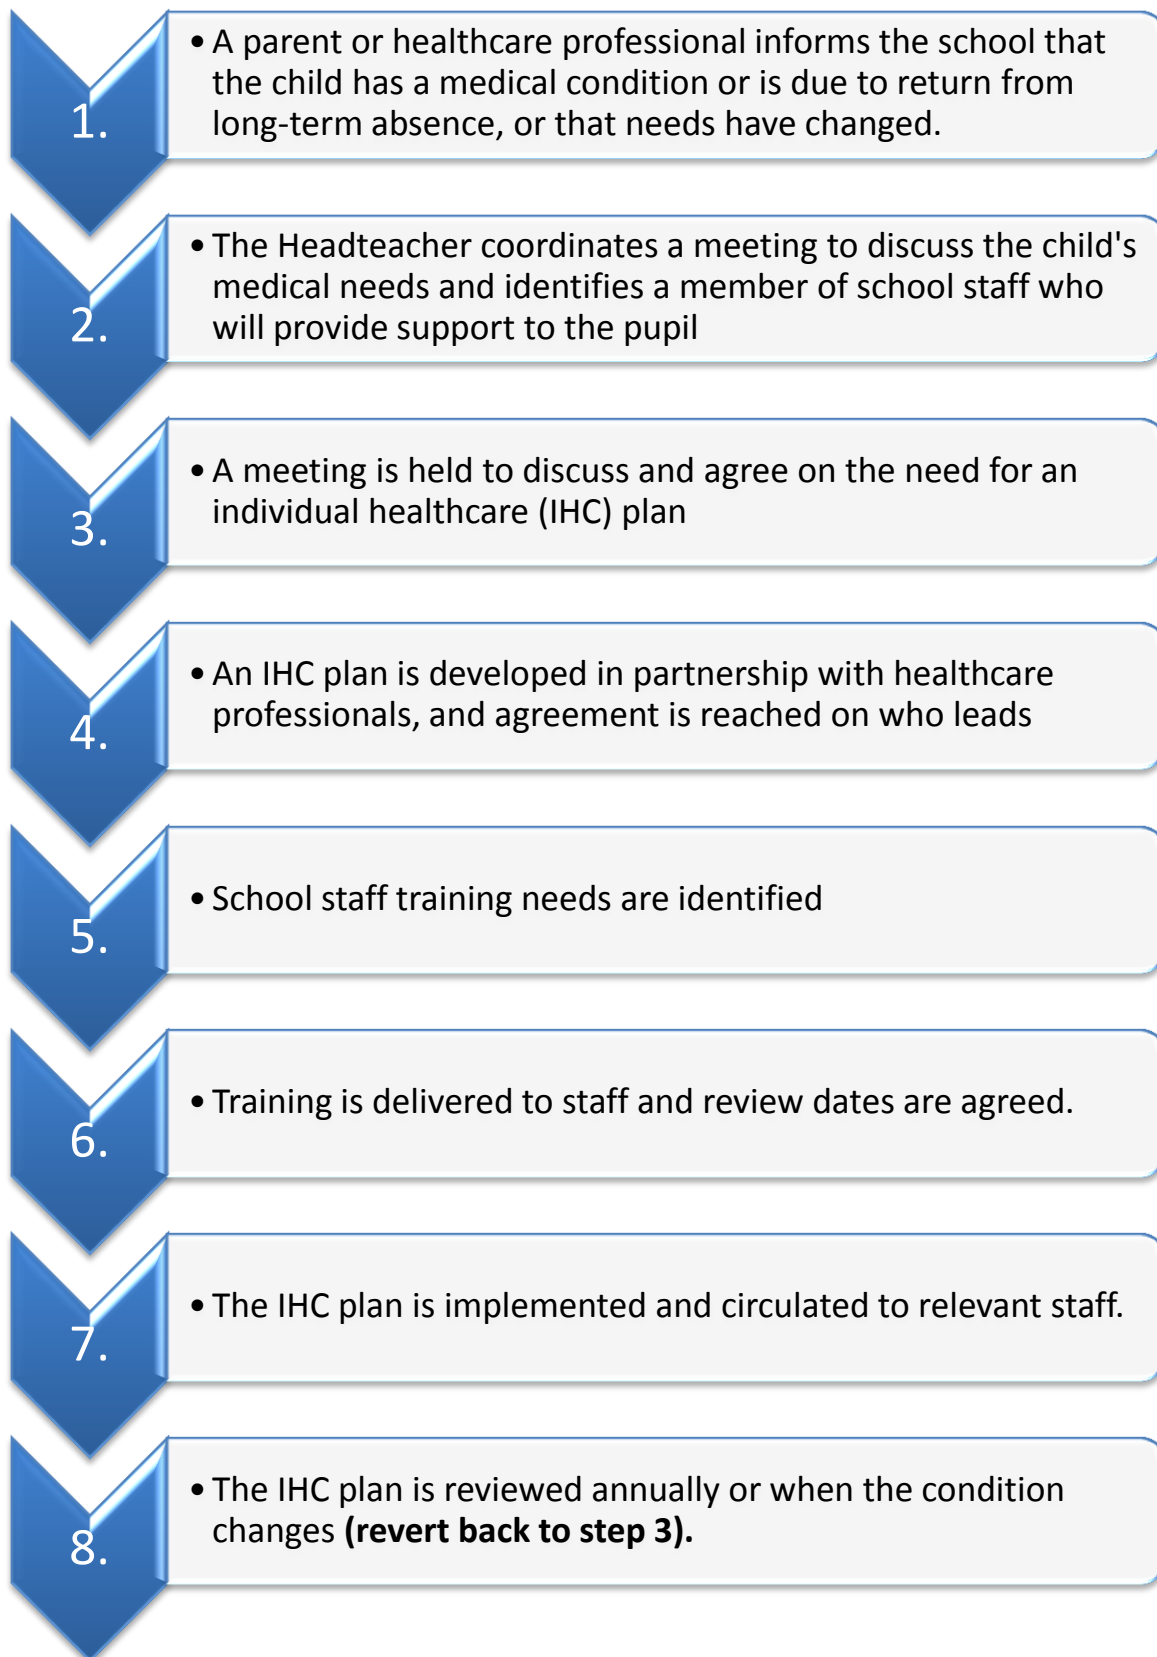 1.
• A parent or healthcare professional informs the school that
the child has a medical condition or is due to return from
long-term absence, or that needs have changed.
2.
• The Headteacher coordinates a meeting to discuss the child's
medical needs and identifies a member of school staff who
will provide support to the pupil
3.
• A meeting is held to discuss and agree on the need for an
individual healthcare (IHC) plan
4.
• An IHC plan is developed in partnership with healthcare
professionals, and agreement is reached on who leads
5.
• School staff training needs are identified
6.
• Training is delivered to staff and review dates are agreed.
7.
• The IHC plan is implemented and circulated to relevant staff.
8.
• The IHC plan is reviewed annually or when the condition
changes (revert back to step 3).